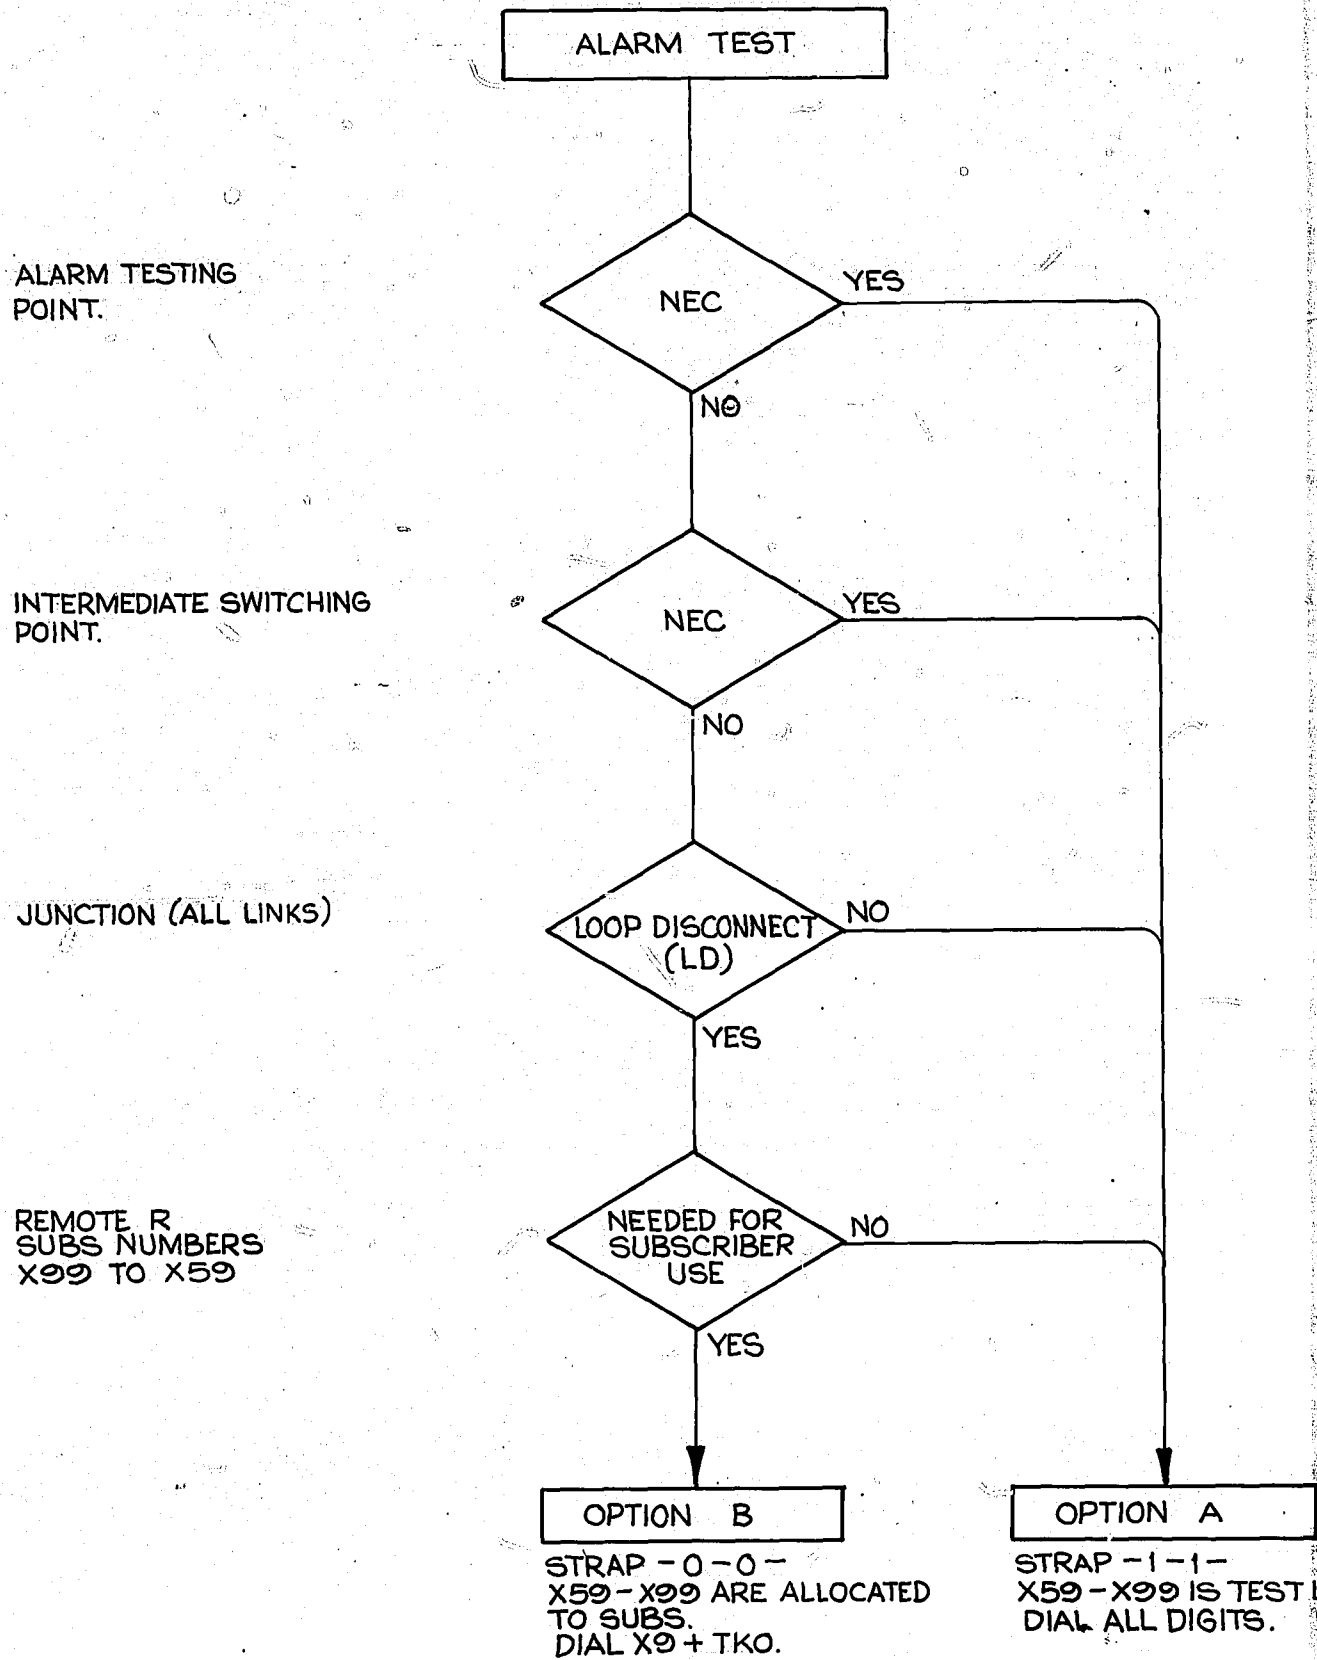 ALARM TEST
ALARM TESTING
POINT.
NEC
YES
NO
INTERMEDIATE SWITCHING
POINT.
NEC
YES
NO
JUNCTION (ALL LINKS)
LOOP DISCONNECT
(LD)
NO
YES
REMOTE R
SUBS NUMBERS
X99 TO X59
NEEDED FOR
SUBSCRIBER
USE
NO
YES
OPTION B
STRAP -0-0-
X59-X99 ARE ALLOCATED
TO SUBS.
DIAL X9 + TKO.
OPTION A
STRAP -1-1-
X59-X99 IS TEST
DIAL ALL DIGITS.